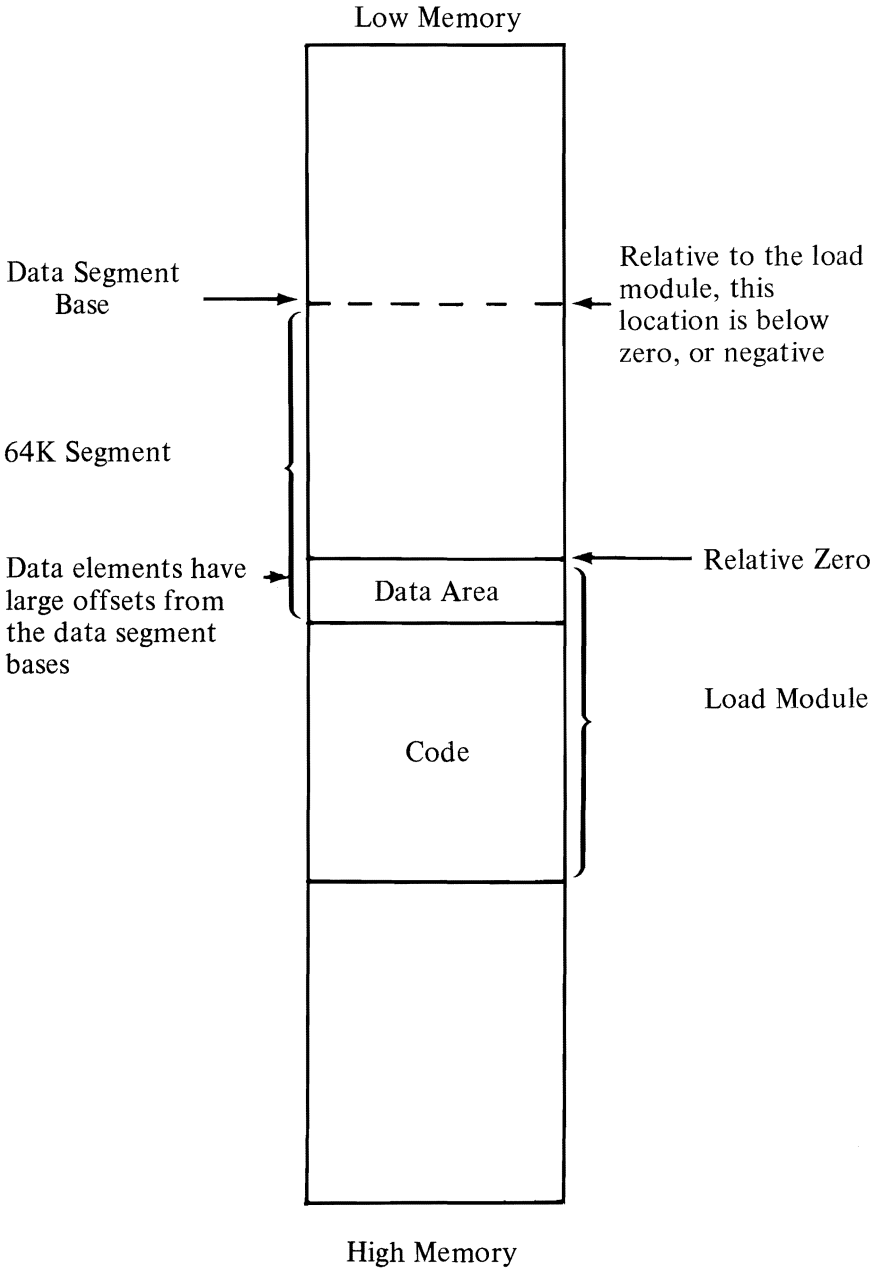 Low Memory
Data Segment
Base
Relative to the load
module, this
location is below
zero, or negative
64K Segment
Data elements have
large offsets from
the data segment
bases
Relative Zero
Data Area
Load Module
Code
High Memory